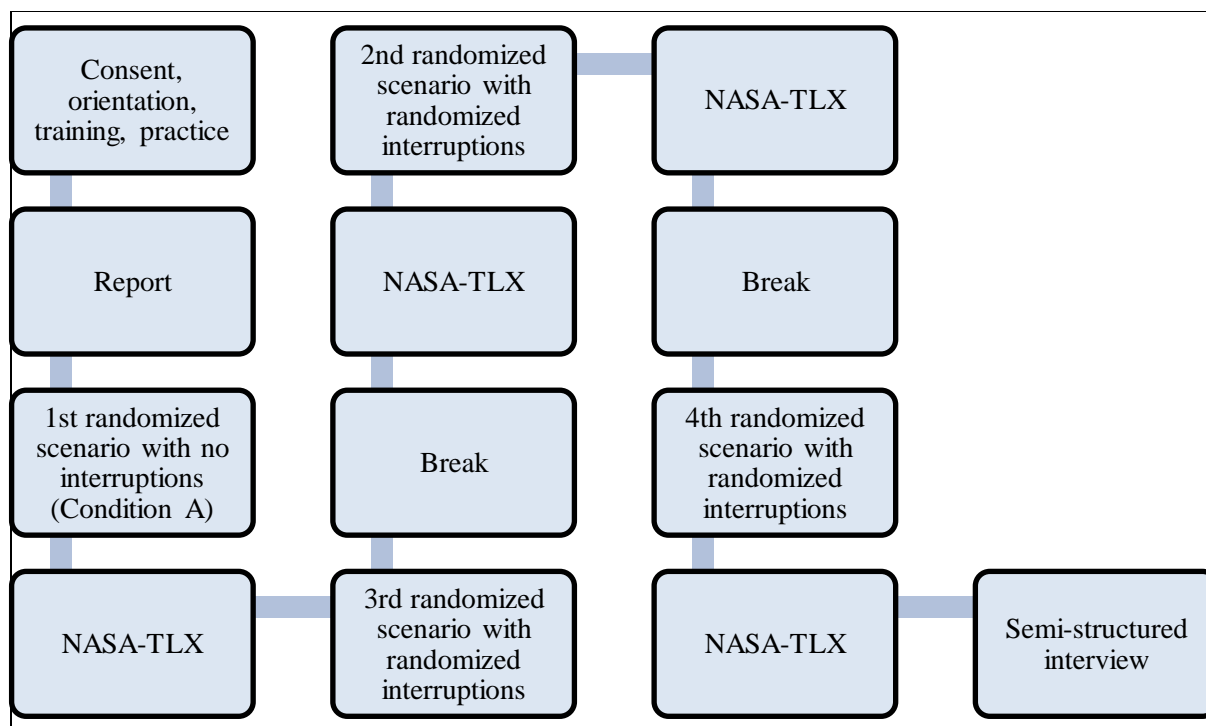 Consent,
orientation,
training, practice
Report
1st randomized
scenario with no
interruptions
(Condition A)
NASA-TLX
2nd randomized
scenario with
randomized
interruptions
NASA-TLX
Break
3rd randomized
scenario with
randomized
interruptions
NASA-TLX
Break
4th randomized
scenario with
randomized
interruptions
NASA-TLX
Semi-structured
interview